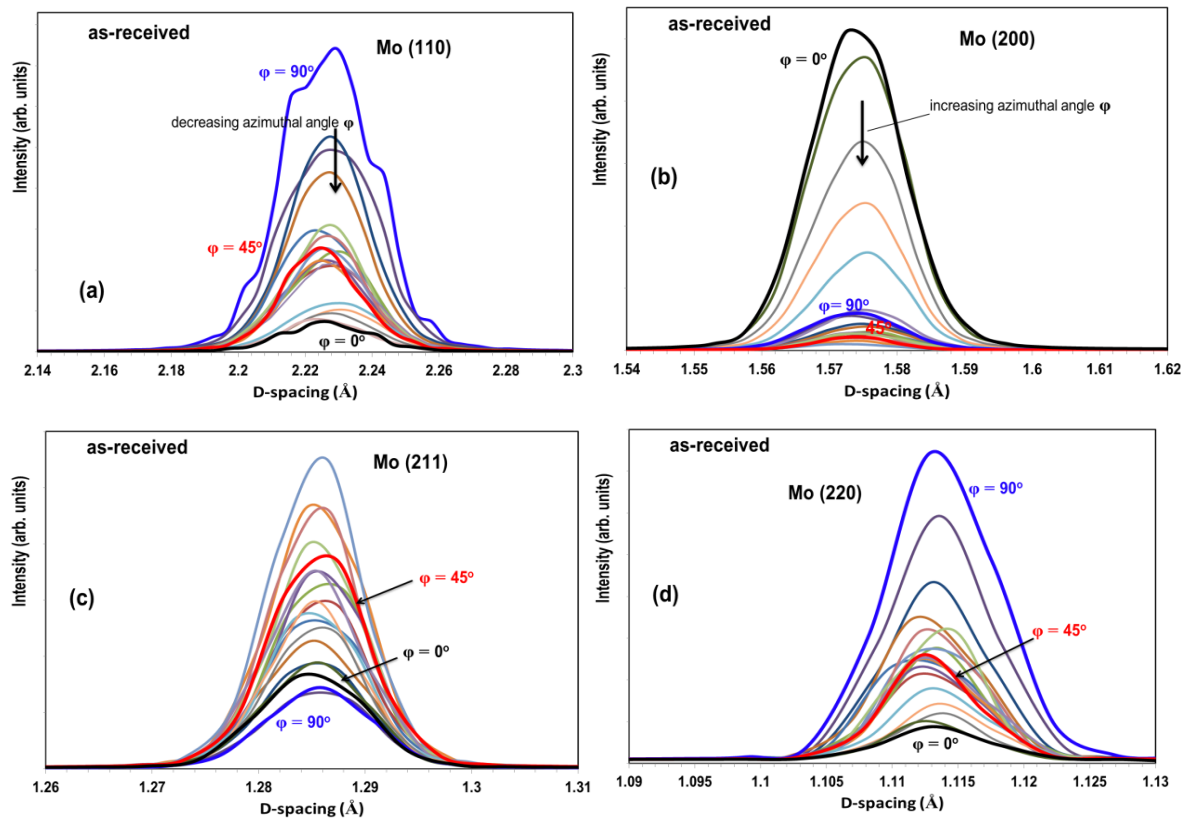 as-received
Mo (110)
φ = 90°
decreasing azimuthal angle φ
φ = 45°
(a)
φ = 0°
Intensity (arb. units)
2.14 2.16 2.18 2.2 2.22 2.24 2.26 2.28 2.3
D-spacing (Å)
as-received
Mo (200)
φ = 0°
increasing azimuthal angle φ
(b)
φ= 90°
45°
Intensity (arb. units)
1.54 1.55 1.56 1.57 1.58 1.59 1.6 1.61 1.62
D-spacing (Å)
as-received
Mo (211)
φ = 45°
(c)
φ = 0°
φ = 90°
Intensity (arb. units)
1.26 1.27 1.28 1.29 1.3 1.31
D-spacing (Å)
as-received
Mo (220)
φ = 90°
(d)
φ = 45°
φ = 0°
Intensity (arb. units)
1.09 1.095 1.1 1.105 1.11 1.115 1.12 1.125 1.13
D-spacing (Å)